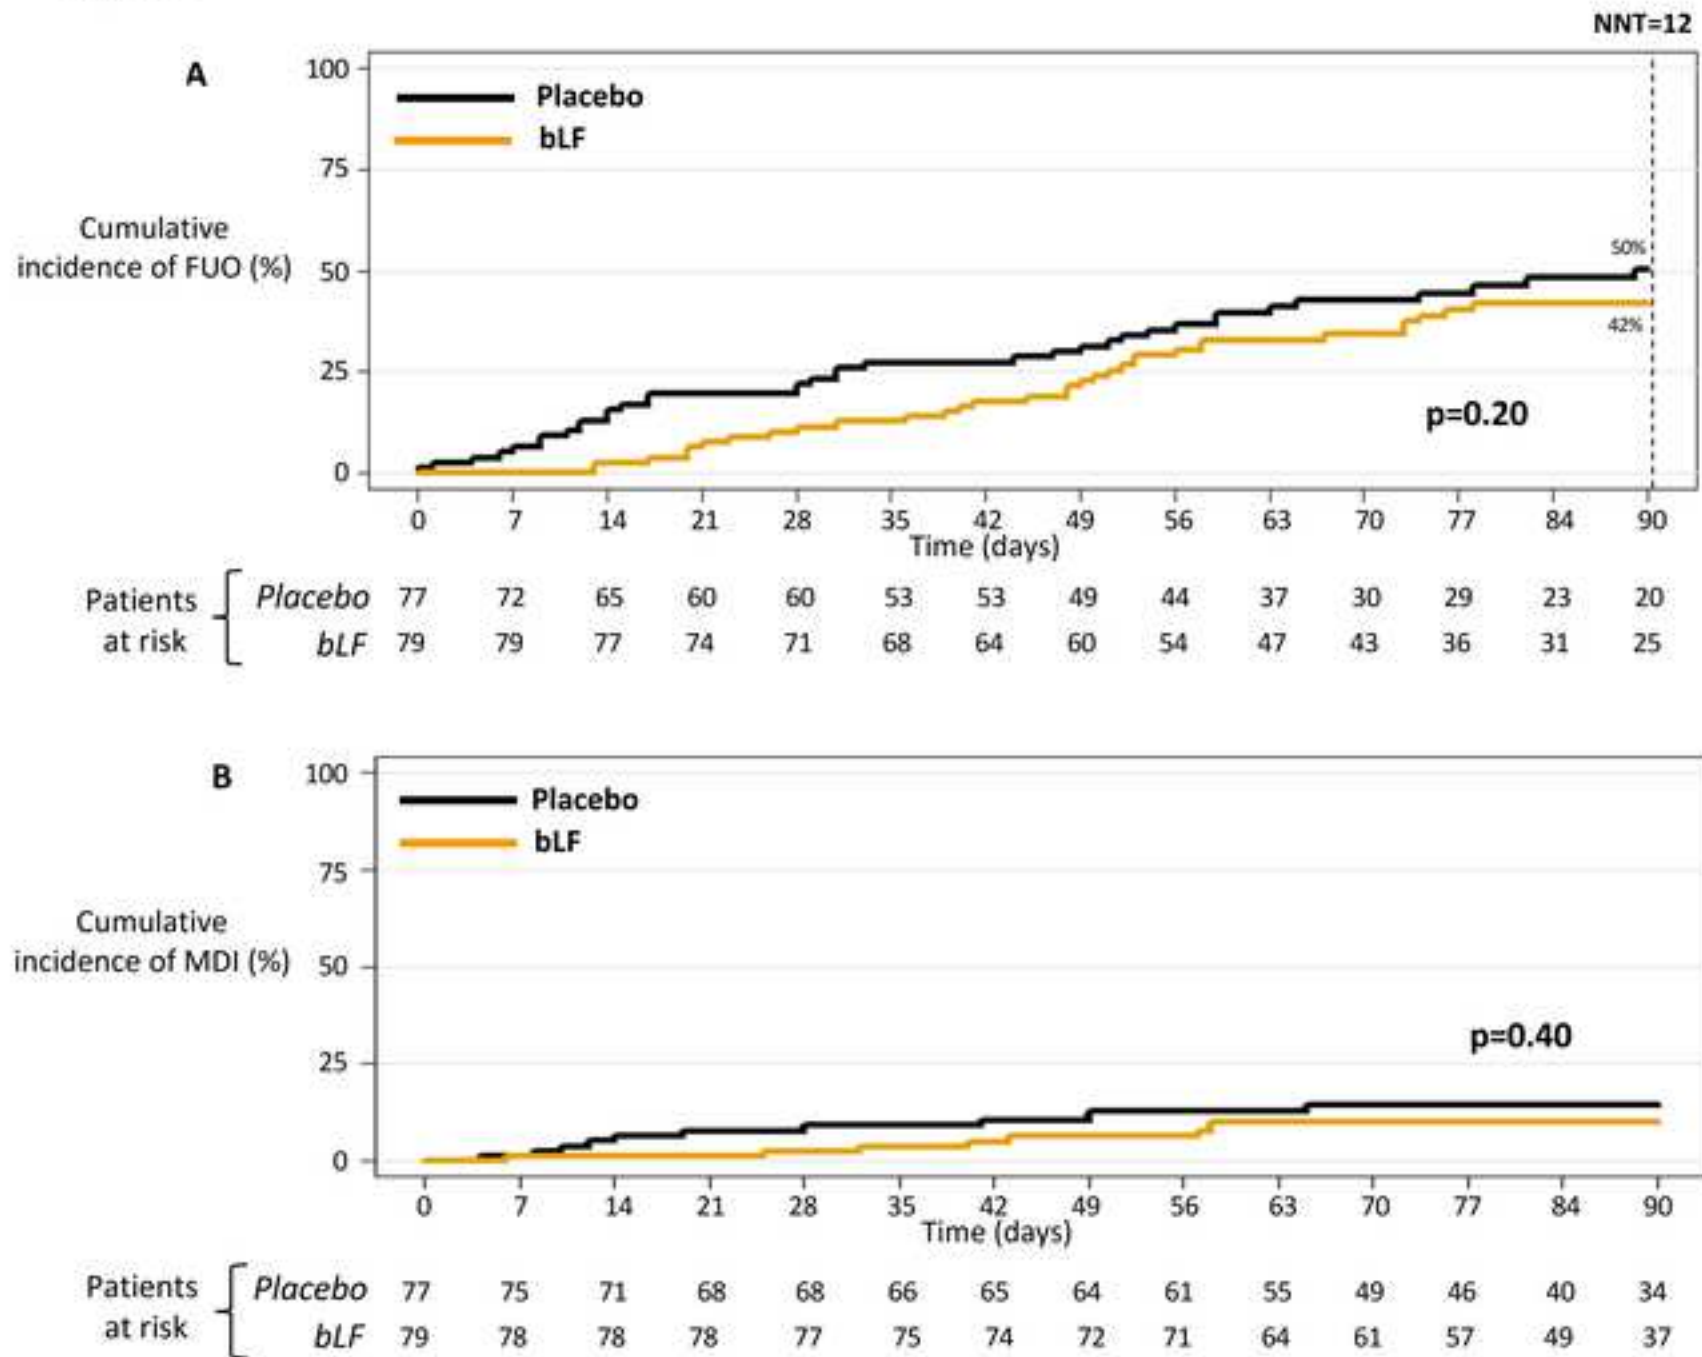 NNT=12
A
100
75
50
25
0
Placebo
bLF
Cumulative
incidence of FUO (%)
50%
42%
p=0.20
0 7 14 21 28 35 42 49 56 63 70 77 84 90
Time (days)
Patients
at risk
Placebo 77 72 65 60 60 53 53 49 44 37 30 29 23 20
bLF 79 79 77 74 71 68 64 60 54 47 43 36 31 25
B
100
75
50
25
0
Placebo
bLF
Cumulative
incidence of MDI (%)
p=0.40
0 7 14 21 28 35 42 49 56 63 70 77 84 90
Time (days)
Patients
at risk
Placebo 77 75 71 68 68 66 65 64 61 55 49 46 40 34
bLF 79 78 78 78 77 75 74 72 71 64 61 57 49 37